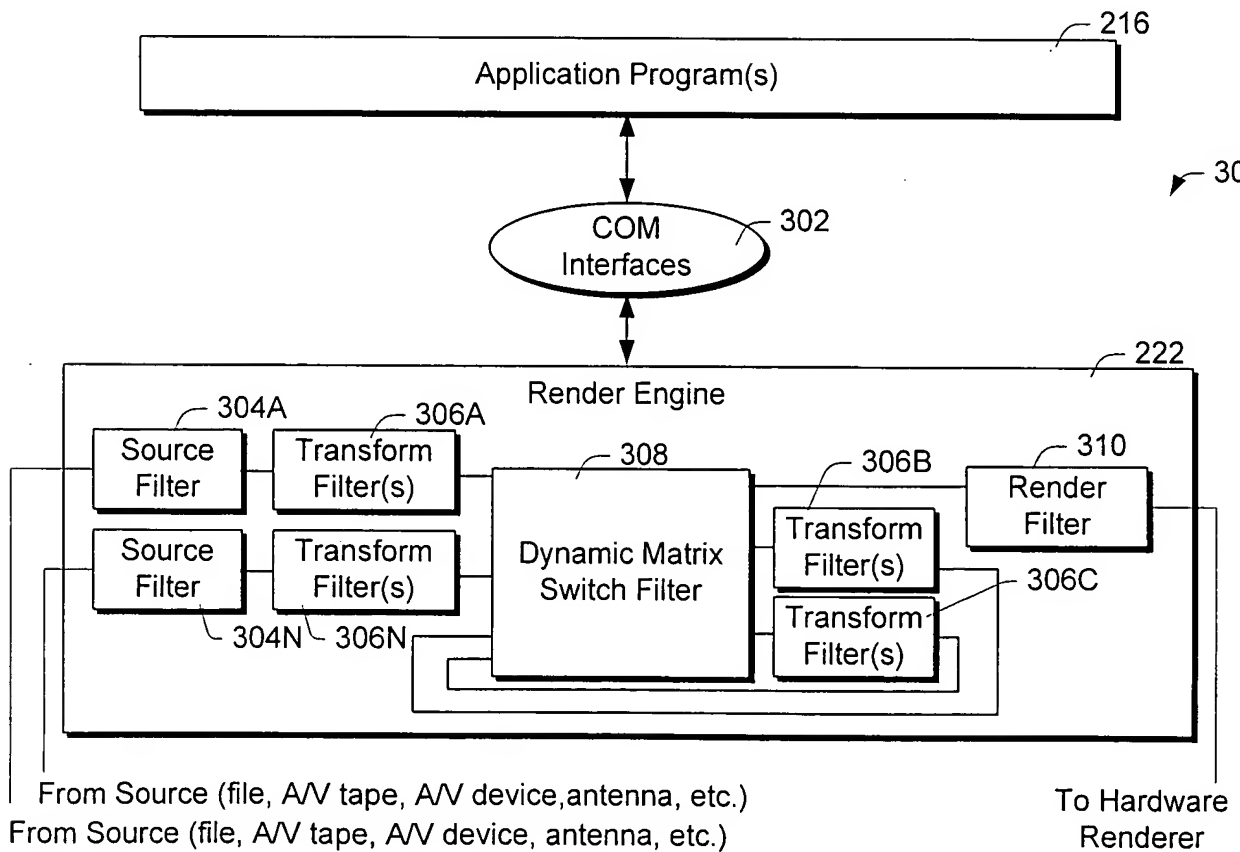 216
Application Program(s)
30
COM
Interfaces
302
222
Render Engine
304A
306A
Source
Filter
Transform
Filter(s)
308
306B
310
Render
Filter
Source
Filter
Transform
Filter(s)
Dynamic Matrix
Switch Filter
Transform
Filter(s)
306C
304N
306N
Transform
Filter(s)
From Source (file, A/V tape, A/V device,antenna, etc.)
From Source (file, A/V tape, A/V device, antenna, etc.)
To Hardware
Renderer